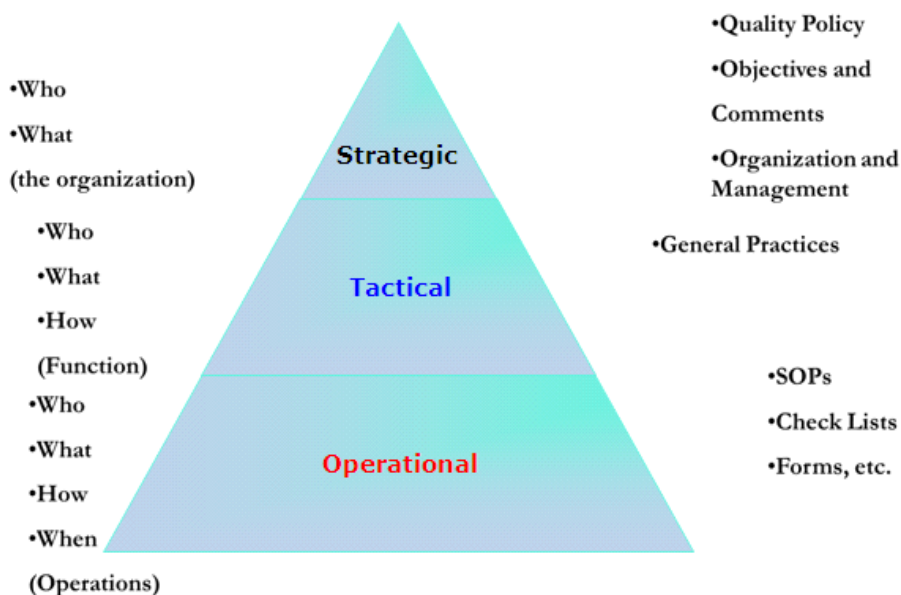 •Who
•What
(the organization)
•Who
•What
•How
(Function)
•Who
•What
•How
•When
(Operations)
Strategic
Tactical
Operational
•Quality Policy
•Objectives and
Comments
•Organization and
Management
•General Practices
•SOPs
•Check Lists
•Forms, etc.